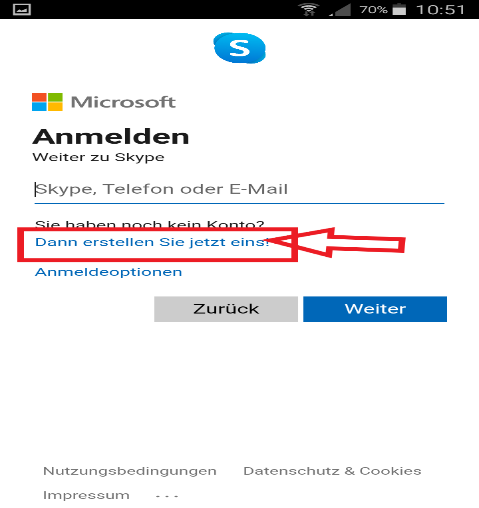 70% 10:51
S
Microsoft
Anmelden
Weiter zu Skype
Skype, Telefon oder E-Mail
Sie haben noch kein Konto?
Dann erstellen Sie jetzt eins!
Anmeldeoptionen
Zurück Weiter
Nutzungsbedingungen Datenschutz & Cookies
Impressum ...